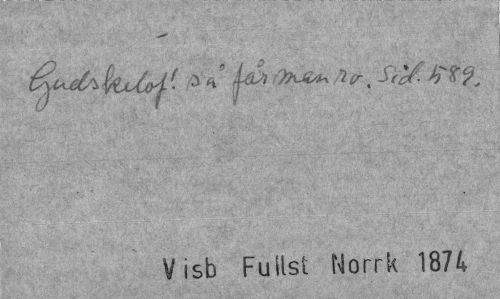 Gudskelof! så får man ro. Sid. 589.
Visb Fullst Norrk 1874